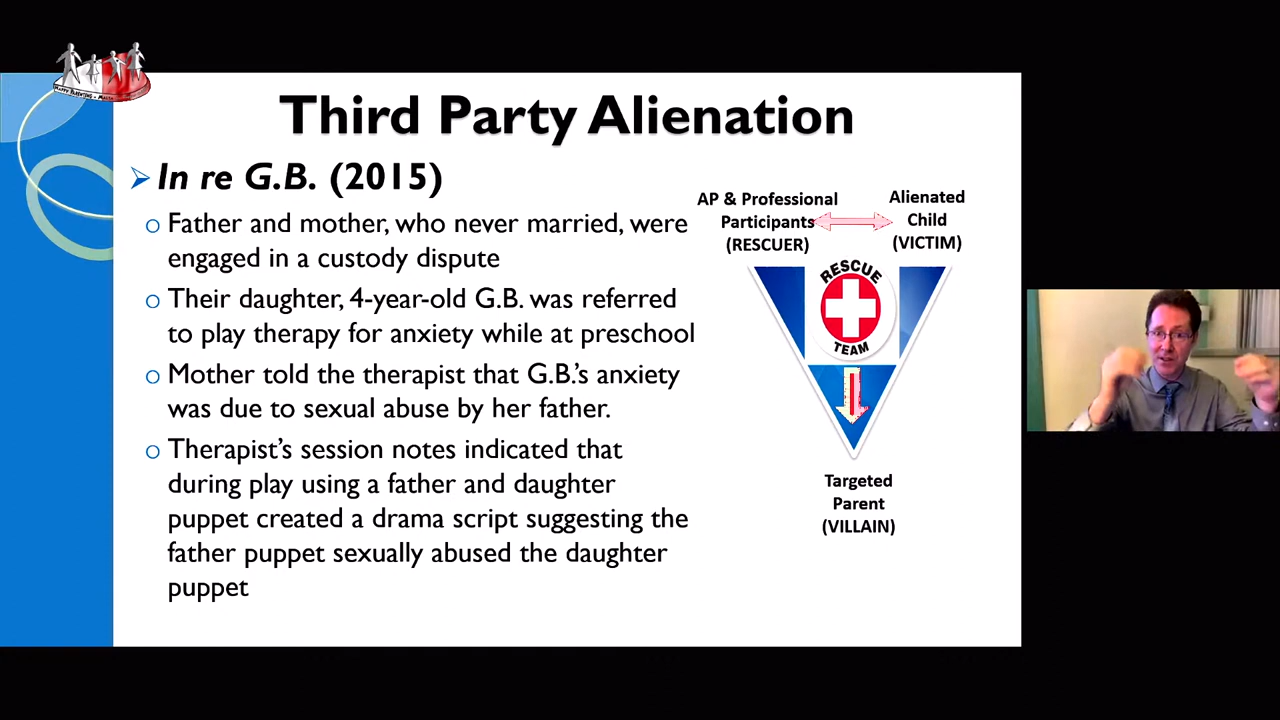 Third Party Alienation
In re G.B. (2015)
o Father and mother, who never married, were
engaged in a custody dispute
o Their daughter, 4-year-old G.B. was referred
to play therapy for anxiety while at preschool
o Mother told the therapist that G.B.'s anxiety
was due to sexual abuse by her father.
o Therapist's session notes indicated that
during play using a father and daughter
puppet created a drama script suggesting the
father puppet sexually abused the daughter
puppet
AP & Professional
Participants
(RESCUER)
Alienated
Child
(VICTIM)
RESCUE
TEAM
Targeted
Parent
(VILLAIN)